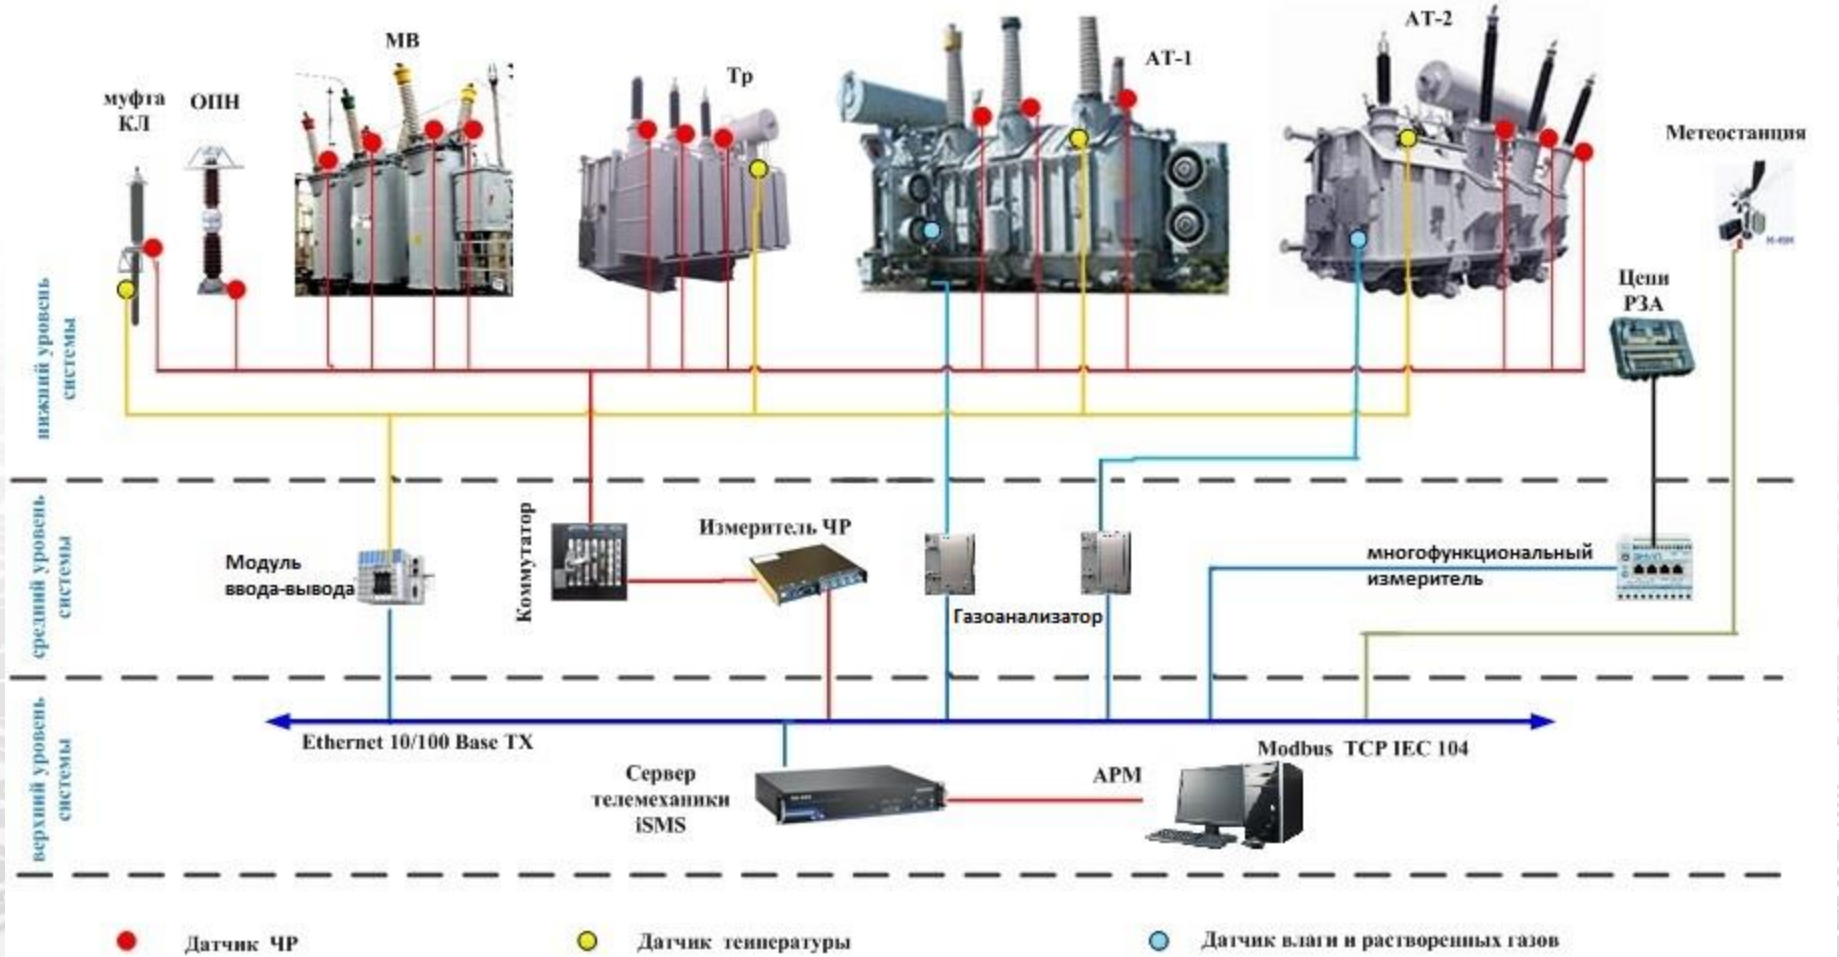 МВ
АТ-2
АТ-1
Тр
муфта
КЛ
ОПН
Метеостанция
Цепи
РЗА
нижний уровень
системы
средний уровень
системы
Модуль
ввода-вывода
Коммутатор
Измеритель ЧР
Газоанализатор
многофункциональный
измеритель
верхний уровень
системы
Ethernet 10/100 Base TX
Modbus TCP IEC 104
Сервер
телемеханики
iSMS
АРМ
Датчик ЧР
Датчик теипературы
Датчик влаги и растворенных газов